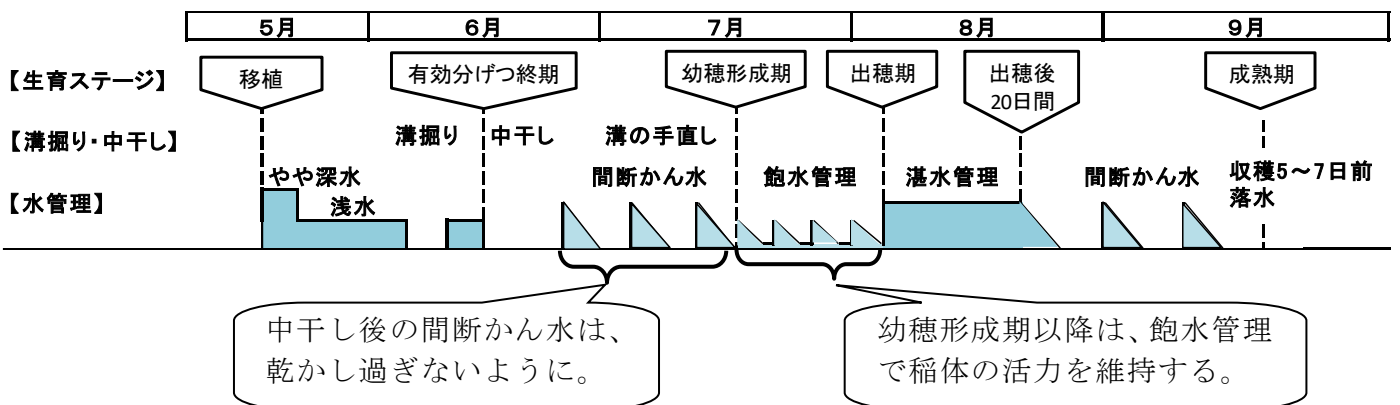 5月 6月 7月 8月 9月
【生育ステージ】 移植 有効分げつ終期 幼穂形成期 出穂期 出穂後 成熟期
20日間
【溝掘り・中干し】 溝掘り 中干し 溝の手直し
【水管理】 やや深水 間断かん水 飽水管理 湛水管理 間断かん水 収穫5～7日前
浅水 落水
中干し後の間断かん水は、
乾かし過ぎないように。
幼穂形成期以降は、飽水管理
で稲体の活力を維持する。